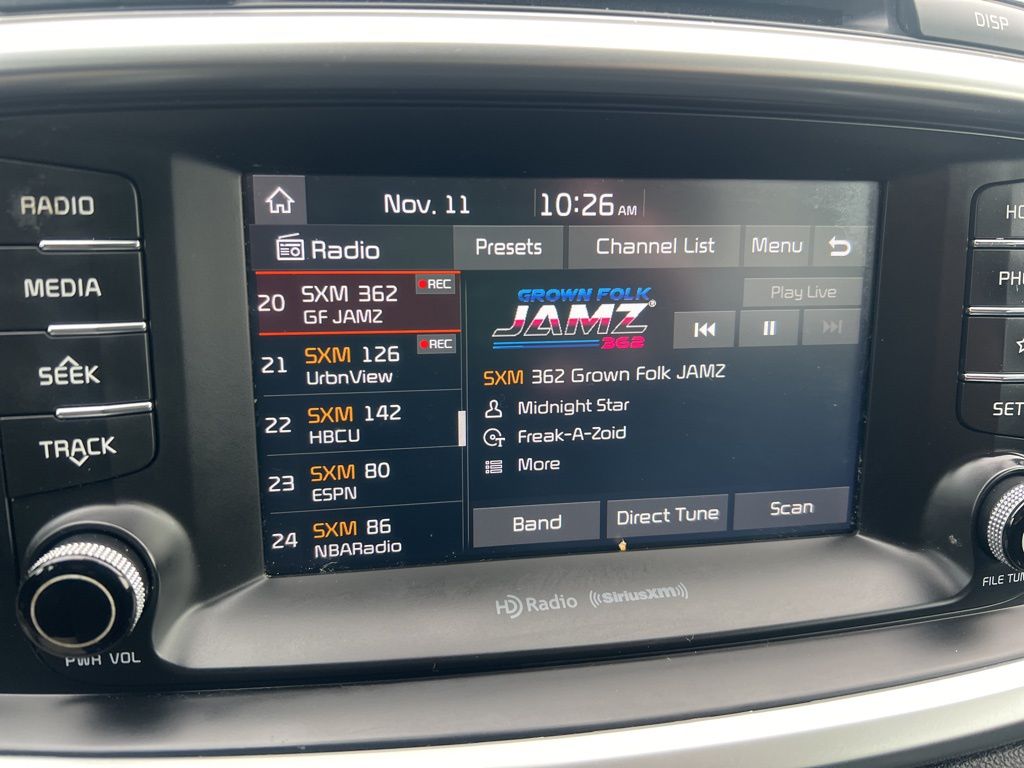 DISP
RADIO
MEDIA
SEEK
TRACK
PWR VOL
Nov. 11
10:26 AM
Radio
Presets
Channel List
Menu
20 SXM 362
GF JAMZ
REC
21 SXM 126
UrbnView
REC
22 SXM 142
HBCU
23 SXM 80
ESPN
24 SXM 86
NBARadio
GROWN FOLK
JAMZ®
362
Play Live
SXM 362 Grown Folk JAMZ
Midnight Star
Freak-A-Zoid
More
Band
Direct Tune
Scan
HD Radio
((SiriusXM))
HO
PH
SET
FILE TUN